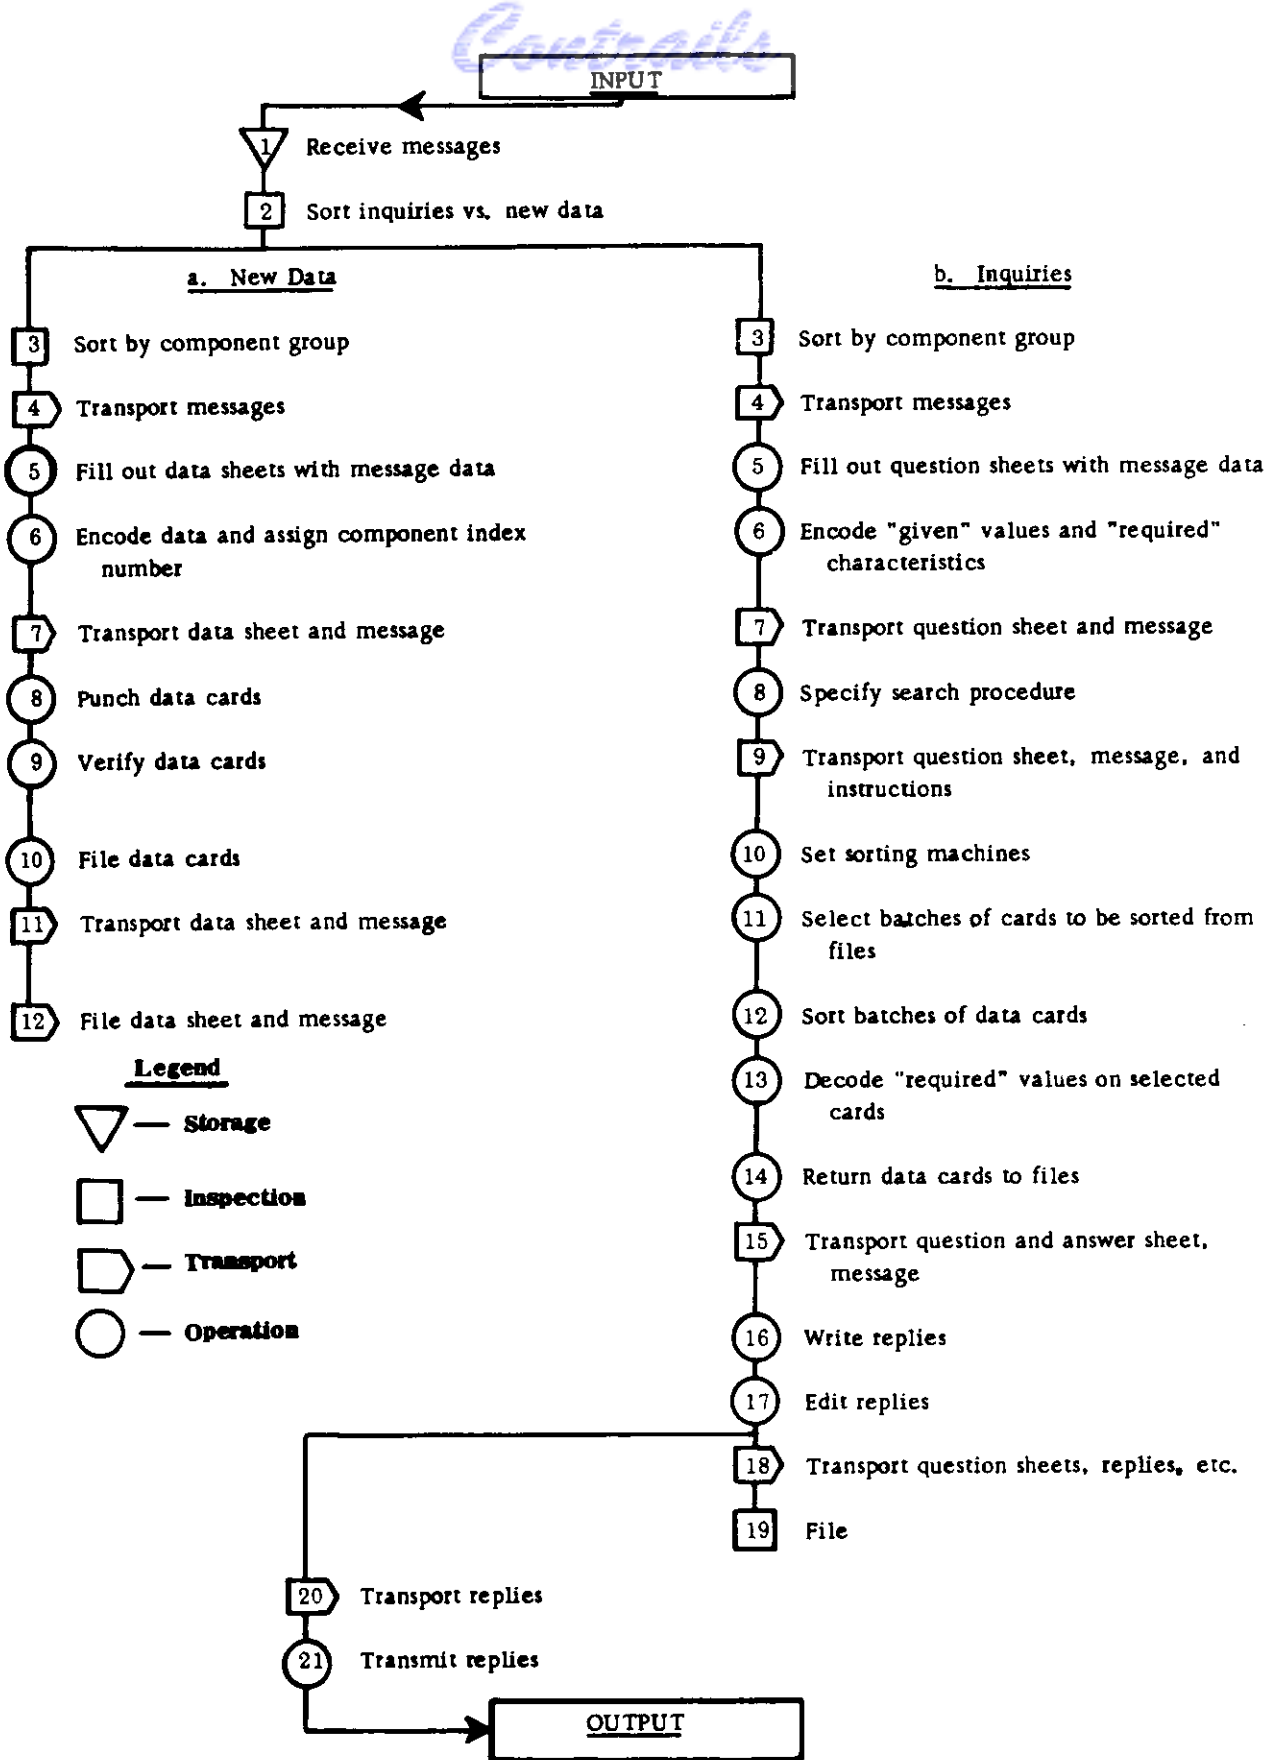 Contrails
INPUT
1 Receive messages
2 Sort inquiries vs. new data
a. New Data
3 Sort by component group
4 Transport messages
5 Fill out data sheets with message data
6 Encode data and assign component index
number
7 Transport data sheet and message
8 Punch data cards
9 Verify data cards
10 File data cards
11 Transport data sheet and message
12 File data sheet and message
Legend
— Storage
— Inspection
— Transport
— Operation
b. Inquiries
3 Sort by component group
4 Transport messages
5 Fill out question sheets with message data
6 Encode "given" values and "required"
characteristics
7 Transport question sheet and message
8 Specify search procedure
9 Transport question sheet, message, and
instructions
10 Set sorting machines
11 Select batches of cards to be sorted from
files
12 Sort batches of data cards
13 Decode "required" values on selected
cards
14 Return data cards to files
15 Transport question and answer sheet,
message
16 Write replies
17 Edit replies
18 Transport question sheets, replies, etc.
19 File
20 Transport replies
21 Transmit replies
OUTPUT